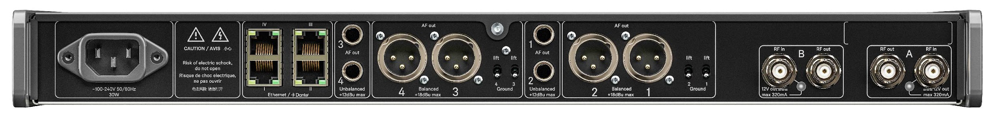 ~100-240V 50/60Hz
30W
CAUTION / AVIS 小心
Risk of electric schock,
do not open
Risque de choc electrique,
ne pas ouvrir
电击风险 请勿打开
IV
III
I
II
Ethernet / Dante
3
AF out
4
Unbalanced
+12dBu max
AF out
4
Balanced
+18dBu max
3
lift
lift
4
3
Ground
1
AF out
2
Unbalanced
+12dBu max
AF out
2
Balanced
+18dBu max
1
lift
lift
2
1
Ground
RF in
B
RF out
12V out
max 320mA
RF out
A
RF in
12V out
max 320mA